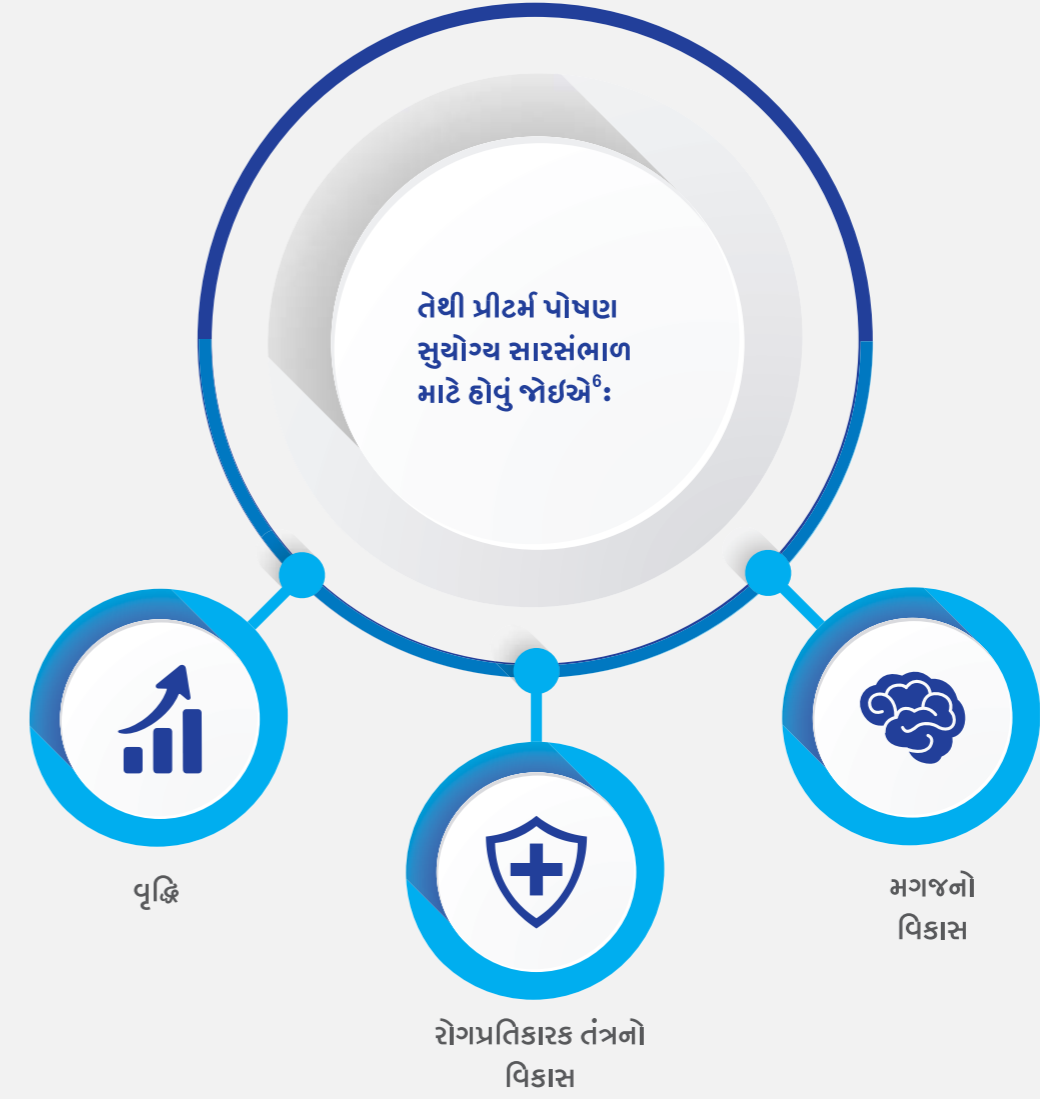 તેથી પ્રીટર્મ પોષણ
સુયોગ્ય સારસંભાળ
માટે હોવું જોઈએ⁶:
વૃદ્ધિ
રોગપ્રતિકારક તંત્રનો
વિકાસ
મગજનો
વિકાસ